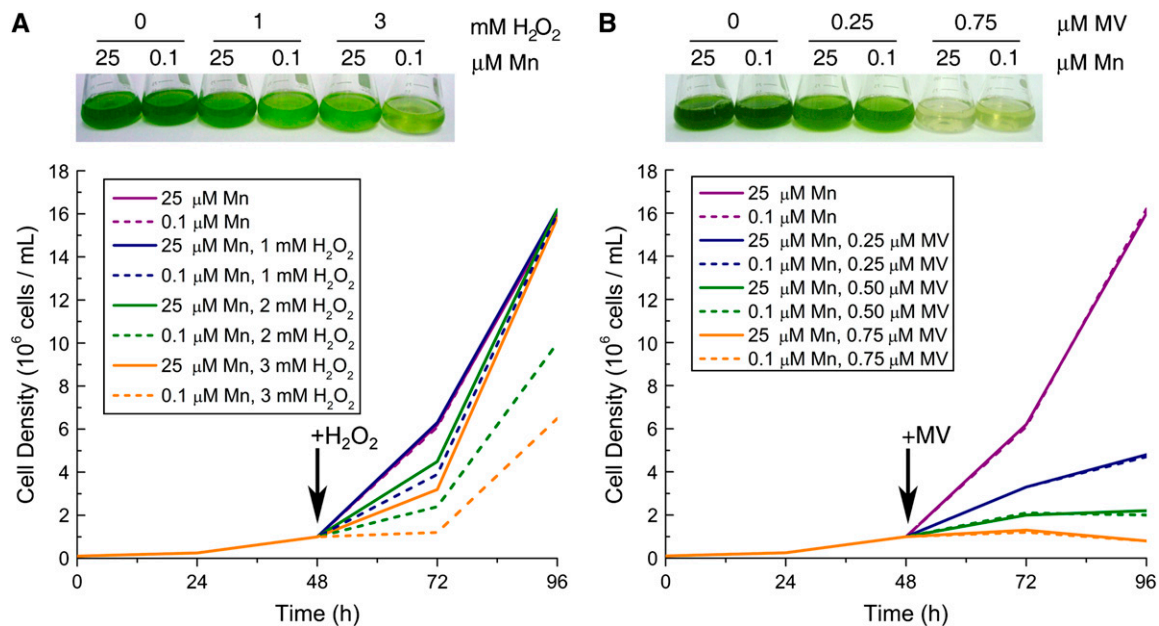 A
0 1 3 mM H₂O₂
25 0.1 25 0.1 25 0.1 μM Mn
18
16
14
12
10
8
6
4
2
0
Cell Density (10⁶ cells / mL)
25 μM Mn
0.1 μM Mn
25 μM Mn, 1 mM H₂O₂
0.1 μM Mn, 1 mM H₂O₂
25 μM Mn, 2 mM H₂O₂
0.1 μM Mn, 2 mM H₂O₂
25 μM Mn, 3 mM H₂O₂
0.1 μM Mn, 3 mM H₂O₂
+H₂O₂
0 24 48 72 96
Time (h)
B
0 0.25 0.75 μM MV
25 0.1 25 0.1 25 0.1 μM Mn
18
16
14
12
10
8
6
4
2
0
Cell Density (10⁶ cells / mL)
25 μM Mn
0.1 μM Mn
25 μM Mn, 0.25 μM MV
0.1 μM Mn, 0.25 μM MV
25 μM Mn, 0.50 μM MV
0.1 μM Mn, 0.50 μM MV
25 μM Mn, 0.75 μM MV
0.1 μM Mn, 0.75 μM MV
+MV
0 24 48 72 96
Time (h)